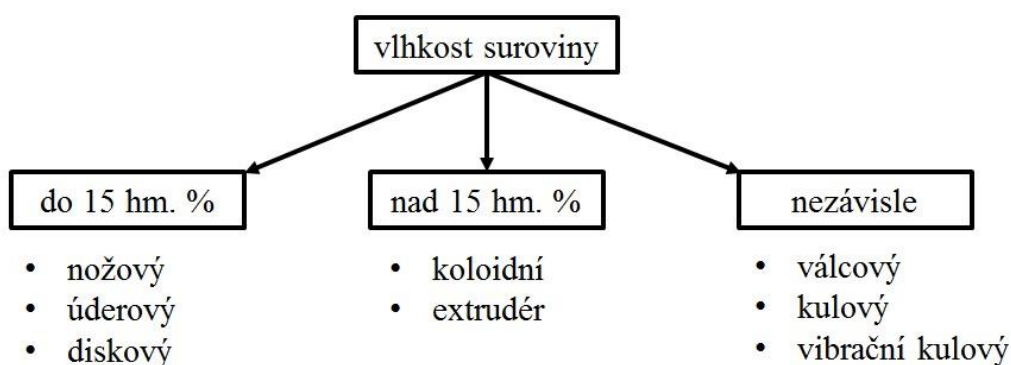 vlhkost suroviny
do 15 hm. %
nad 15 hm. %
nezávisle
• nožový
• úderový
• diskový
• koloidní
• extrudér
• válcový
• kulový
• vibrační kulový